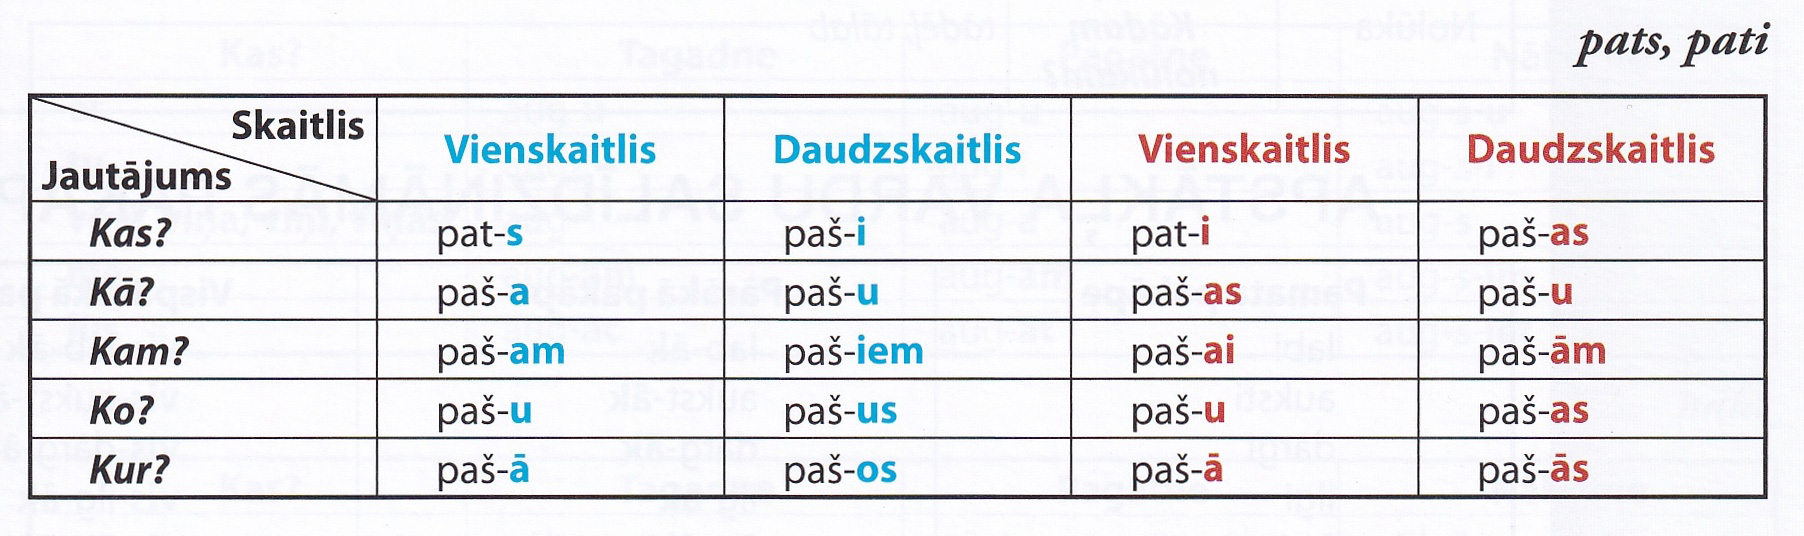 pats, pati
Skaitlis
Jautājums
Vienskaitlis Daudzskaitlis Vienskaitlis Daudzskaitlis
Kas? pat-s paš-i pat-i paš-as
Kā? paš-a paš-u paš-as paš-u
Kam? paš-am paš-iem paš-ai paš-ām
Ko? paš-u paš-us paš-u paš-as
Kur? paš-ā paš-os paš-ā paš-ās